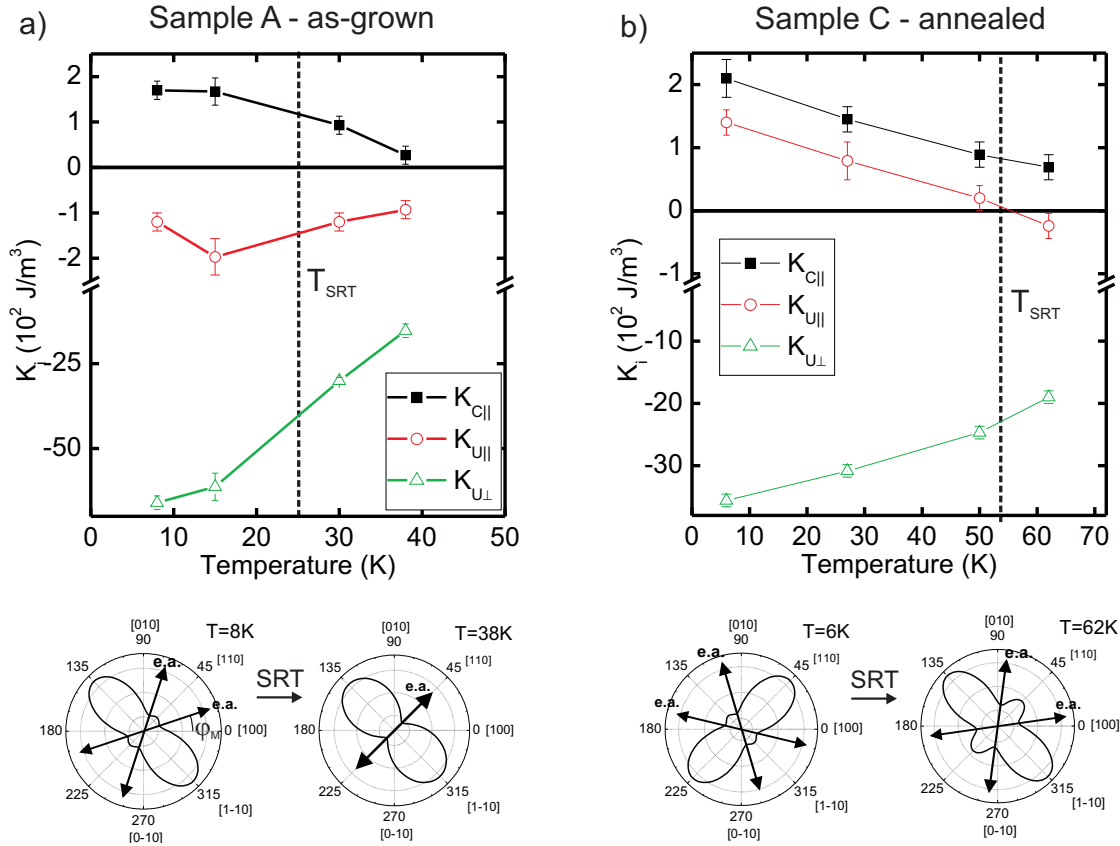 Sample A - as-grown
Sample C - annealed
a)
b)
2
1
0
-1
-2
-25
-50
K_i (10^2 J/m^3)
T_SRT
K_C||
K_U||
K_U⊥
0 10 20 30 40 50
Temperature (K)
2
1
0
-1
-10
-20
-30
K_i (10^2 J/m^3)
K_C||
K_U||
K_U⊥
T_SRT
0 10 20 30 40 50 60 70
Temperature (K)
[010]
90
T=8K
135
e.a.
45
[110]
e.a.
180
φ_M
0
[100]
225
315
270
[1-10]
[0-10]
SRT
[010]
90
T=38K
135
45
[110]
e.a.
180
0
[100]
225
315
270
[1-10]
[0-10]
[010]
90
T=6K
135
e.a.
45
[110]
e.a.
180
0
[100]
225
315
270
[1-10]
[0-10]
SRT
[010]
90
T=62K
135
e.a.
45
[110]
e.a.
180
0
[100]
225
315
270
[1-10]
[0-10]